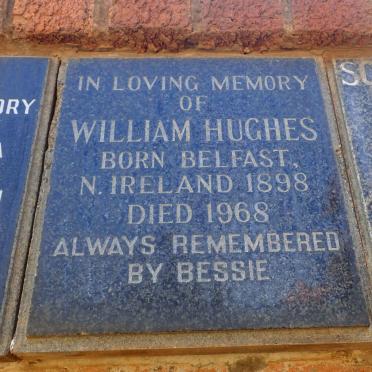 IN LOVING MEMORY
OF
WILLIAM HUGHES
BORN BELFAST,
N. IRELAND 1898
DIED 1968
ALWAYS REMEMBERED
BY BESSIE